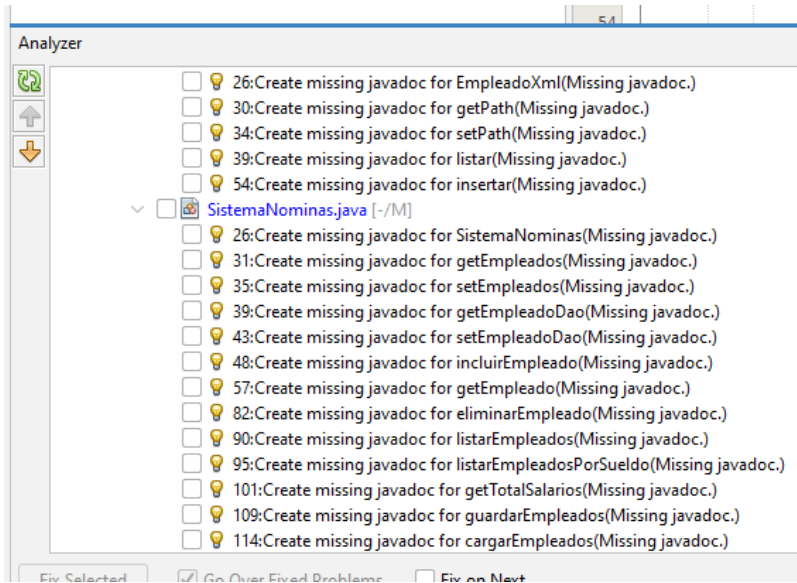 54
Analyzer
26:Create missing javadoc for EmpleadoXml(Missing javadoc.)
30:Create missing javadoc for getPath(Missing javadoc.)
34:Create missing javadoc for setPath(Missing javadoc.)
39:Create missing javadoc for listar(Missing javadoc.)
54:Create missing javadoc for insertar(Missing javadoc.)
SistemaNominas.java [-/M]
26:Create missing javadoc for SistemaNominas(Missing javadoc.)
31:Create missing javadoc for getEmpleados(Missing javadoc.)
35:Create missing javadoc for setEmpleados(Missing javadoc.)
39:Create missing javadoc for getEmpleadoDao(Missing javadoc.)
43:Create missing javadoc for setEmpleadoDao(Missing javadoc.)
48:Create missing javadoc for incluirEmpleado(Missing javadoc.)
57:Create missing javadoc for getEmpleado(Missing javadoc.)
82:Create missing javadoc for eliminarEmpleado(Missing javadoc.)
90:Create missing javadoc for listarEmpleados(Missing javadoc.)
95:Create missing javadoc for listarEmpleadosPorSueldo(Missing javadoc.)
101:Create missing javadoc for getTotalSalarios(Missing javadoc.)
109:Create missing javadoc for guardarEmpleados(Missing javadoc.)
114:Create missing javadoc for cargarEmpleados(Missing javadoc.)
Fix Selected Go Over Fixed Problems Fix on Next